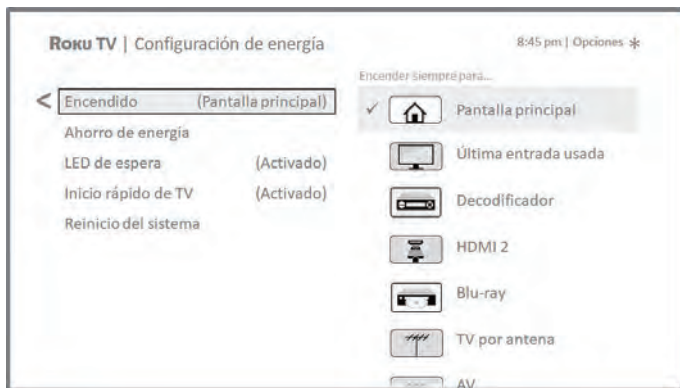 ROKU TV | Configuración de energía
8:45 pm | Opciones ✱
Encender siempre para...
< Encendido (Pantalla principal)
Ahorro de energía
LED de espera (Activado)
Inicio rápido de TV (Activado)
Reinicio del sistema
✓ Pantalla principal
Última entrada usada
Decodificador
HDMI 2
Blu-ray
TV por antena
AV